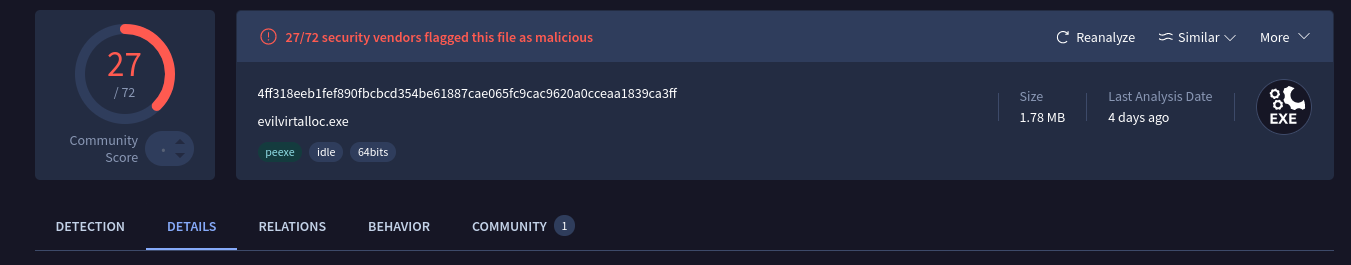 27
/ 72
Community
Score
27/72 security vendors flagged this file as malicious
Reanalyze
Similar
More
4ff318eeb1fef890fbcbcd354be61887cae065fc9cac9620a0cceaa1839ca3ff
evilvirtalloc.exe
peexe
idle
64bits
Size
1.78 MB
Last Analysis Date
4 days ago
EXE
DETECTION
DETAILS
RELATIONS
BEHAVIOR
COMMUNITY
1